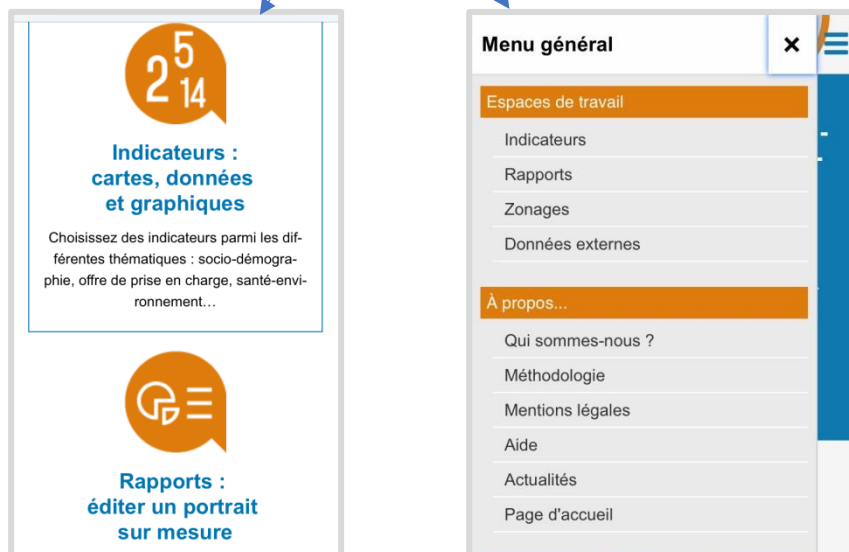 2 5 14
Indicateurs :
cartes, données
et graphiques
Choisissez des indicateurs parmi les dif-
férentes thématiques : socio-démogra-
phie, offre de prise en charge, santé-envi-
ronnement…
Rapports :
éditer un portrait
sur mesure
Menu général
Espaces de travail
Indicateurs
Rapports
Zonages
Données externes
À propos...
Qui sommes-nous ?
Méthodologie
Mentions légales
Aide
Actualités
Page d'accueil